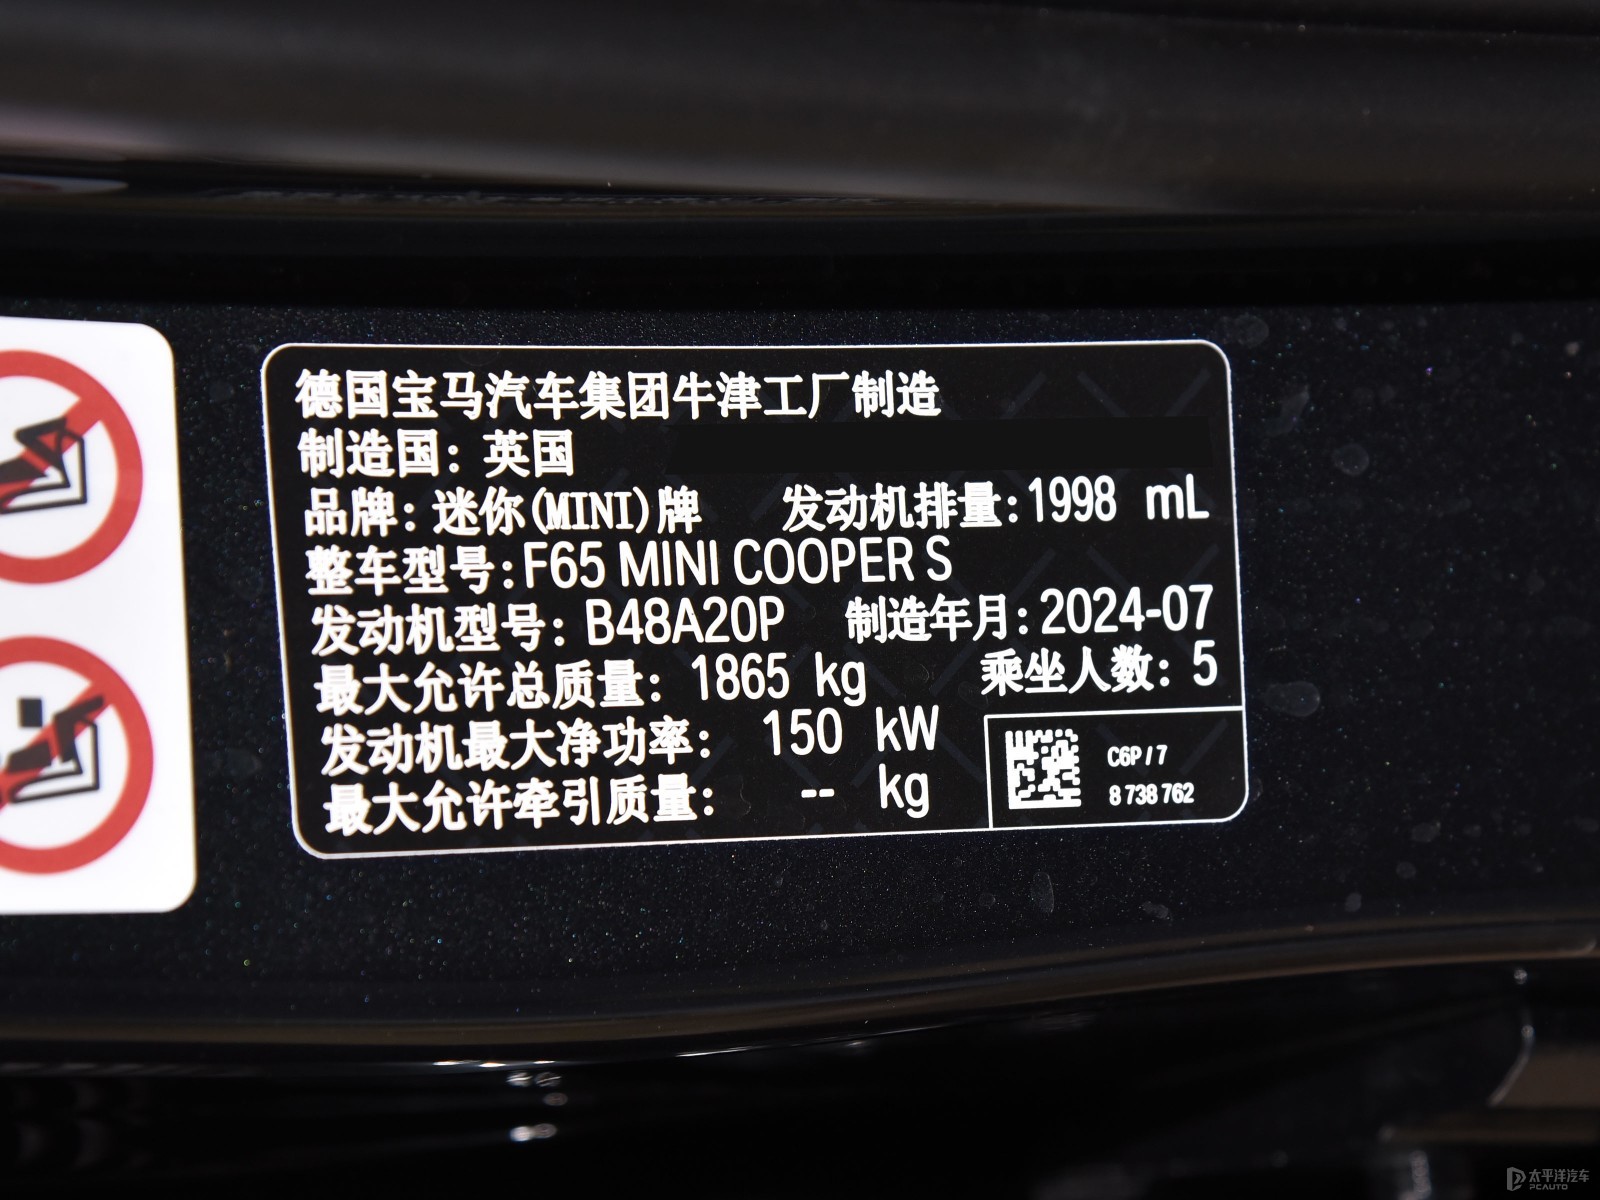 德国宝马汽车集团牛津工厂制造
制造国：英国
品牌：迷你(MINI)牌 发动机排量：1998 mL
整车型号：F65 MINI COOPER S
发动机型号：B48A20P 制造年月：2024-07
最大允许总质量：1865 kg 乘坐人数：5
发动机最大净功率：150 kW
最大允许牵引质量：-- kg
C6P / 7
8 738 762
太平洋汽车
PCAUTO